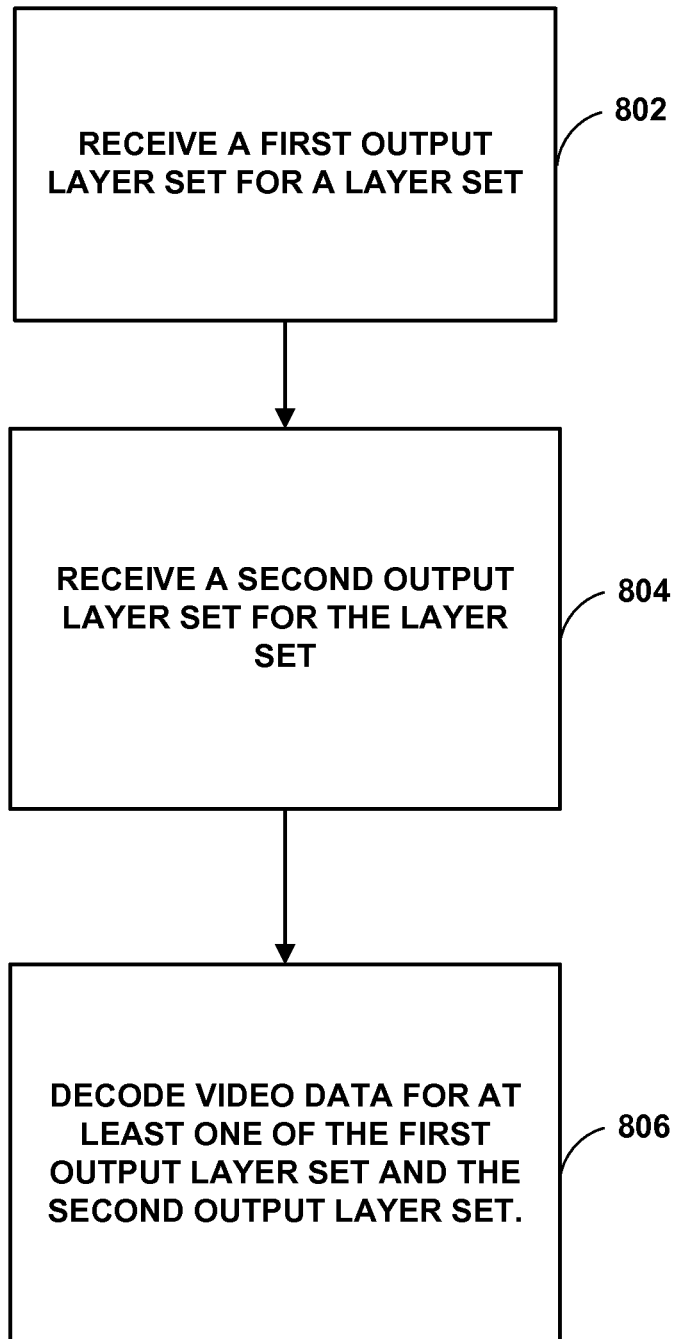 RECEIVE A FIRST OUTPUT
LAYER SET FOR A LAYER SET
802
RECEIVE A SECOND OUTPUT
LAYER SET FOR THE LAYER
SET
804
DECODE VIDEO DATA FOR AT
LEAST ONE OF THE FIRST
OUTPUT LAYER SET AND THE
SECOND OUTPUT LAYER SET.
806